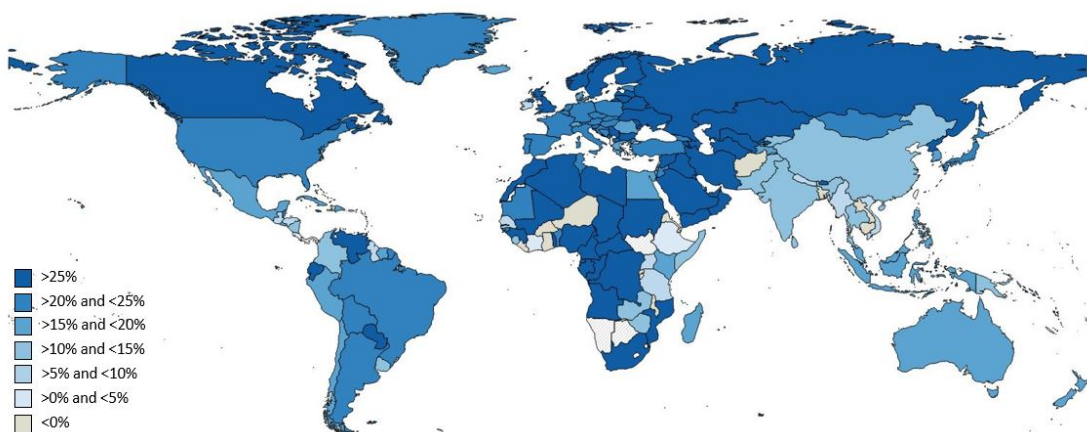 >25%
>20% and <25%
>15% and <20%
>10% and <15%
>5% and <10%
>0% and <5%
<0%